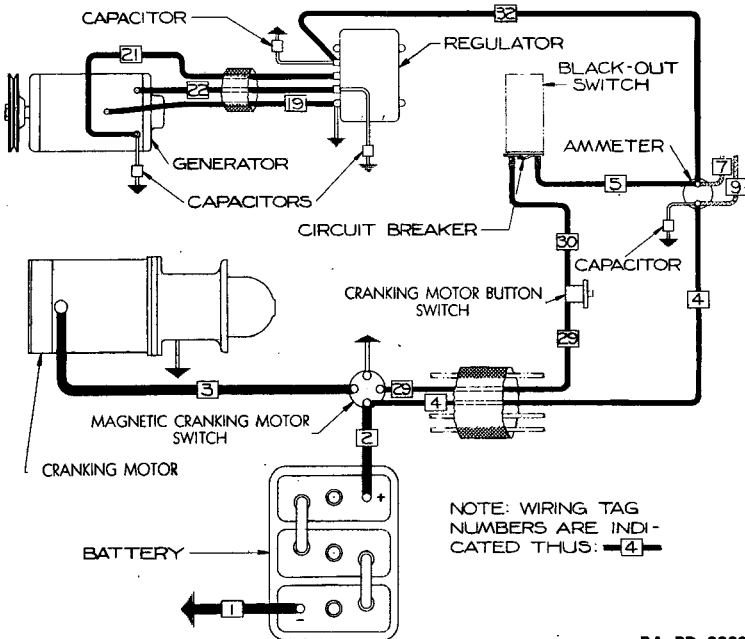 CAPACITOR
32
21
REGULATOR
BLACK-OUT
SWITCH
22
19
AMMETER
7
GENERATOR
5
9
CAPACITORS
CIRCUIT BREAKER
30
CAPACITOR
CRANKING MOTOR BUTTON
SWITCH
4
29
3
29
4
MAGNETIC CRANKING MOTOR
SWITCH
2
CRANKING MOTOR
+
NOTE: WIRING TAG
NUMBERS ARE INDI-
CATED THUS: 4
BATTERY
1
-